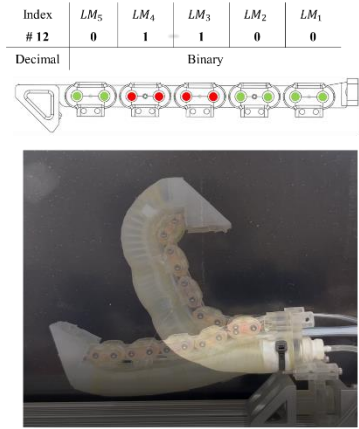 Index LM₅ LM₄ LM₃ LM₂ LM₁
# 12 0 1 1 0 0
Decimal Binary